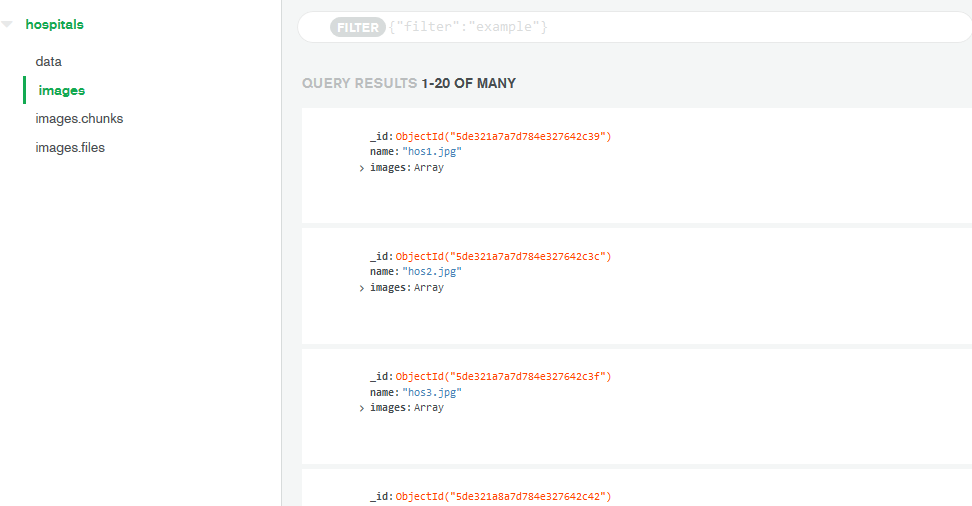 hospitals
data
images
images.chunks
images.files
FILTER {"filter":"example"}
QUERY RESULTS 1-20 OF MANY
_id: ObjectId("5de321a7a7d784e327642c39")
name: "hos1.jpg"
> images: Array
_id: ObjectId("5de321a7a7d784e327642c3c")
name: "hos2.jpg"
> images: Array
_id: ObjectId("5de321a7a7d784e327642c3f")
name: "hos3.jpg"
> images: Array
_id: ObjectId("5de321a8a7d784e327642c42")